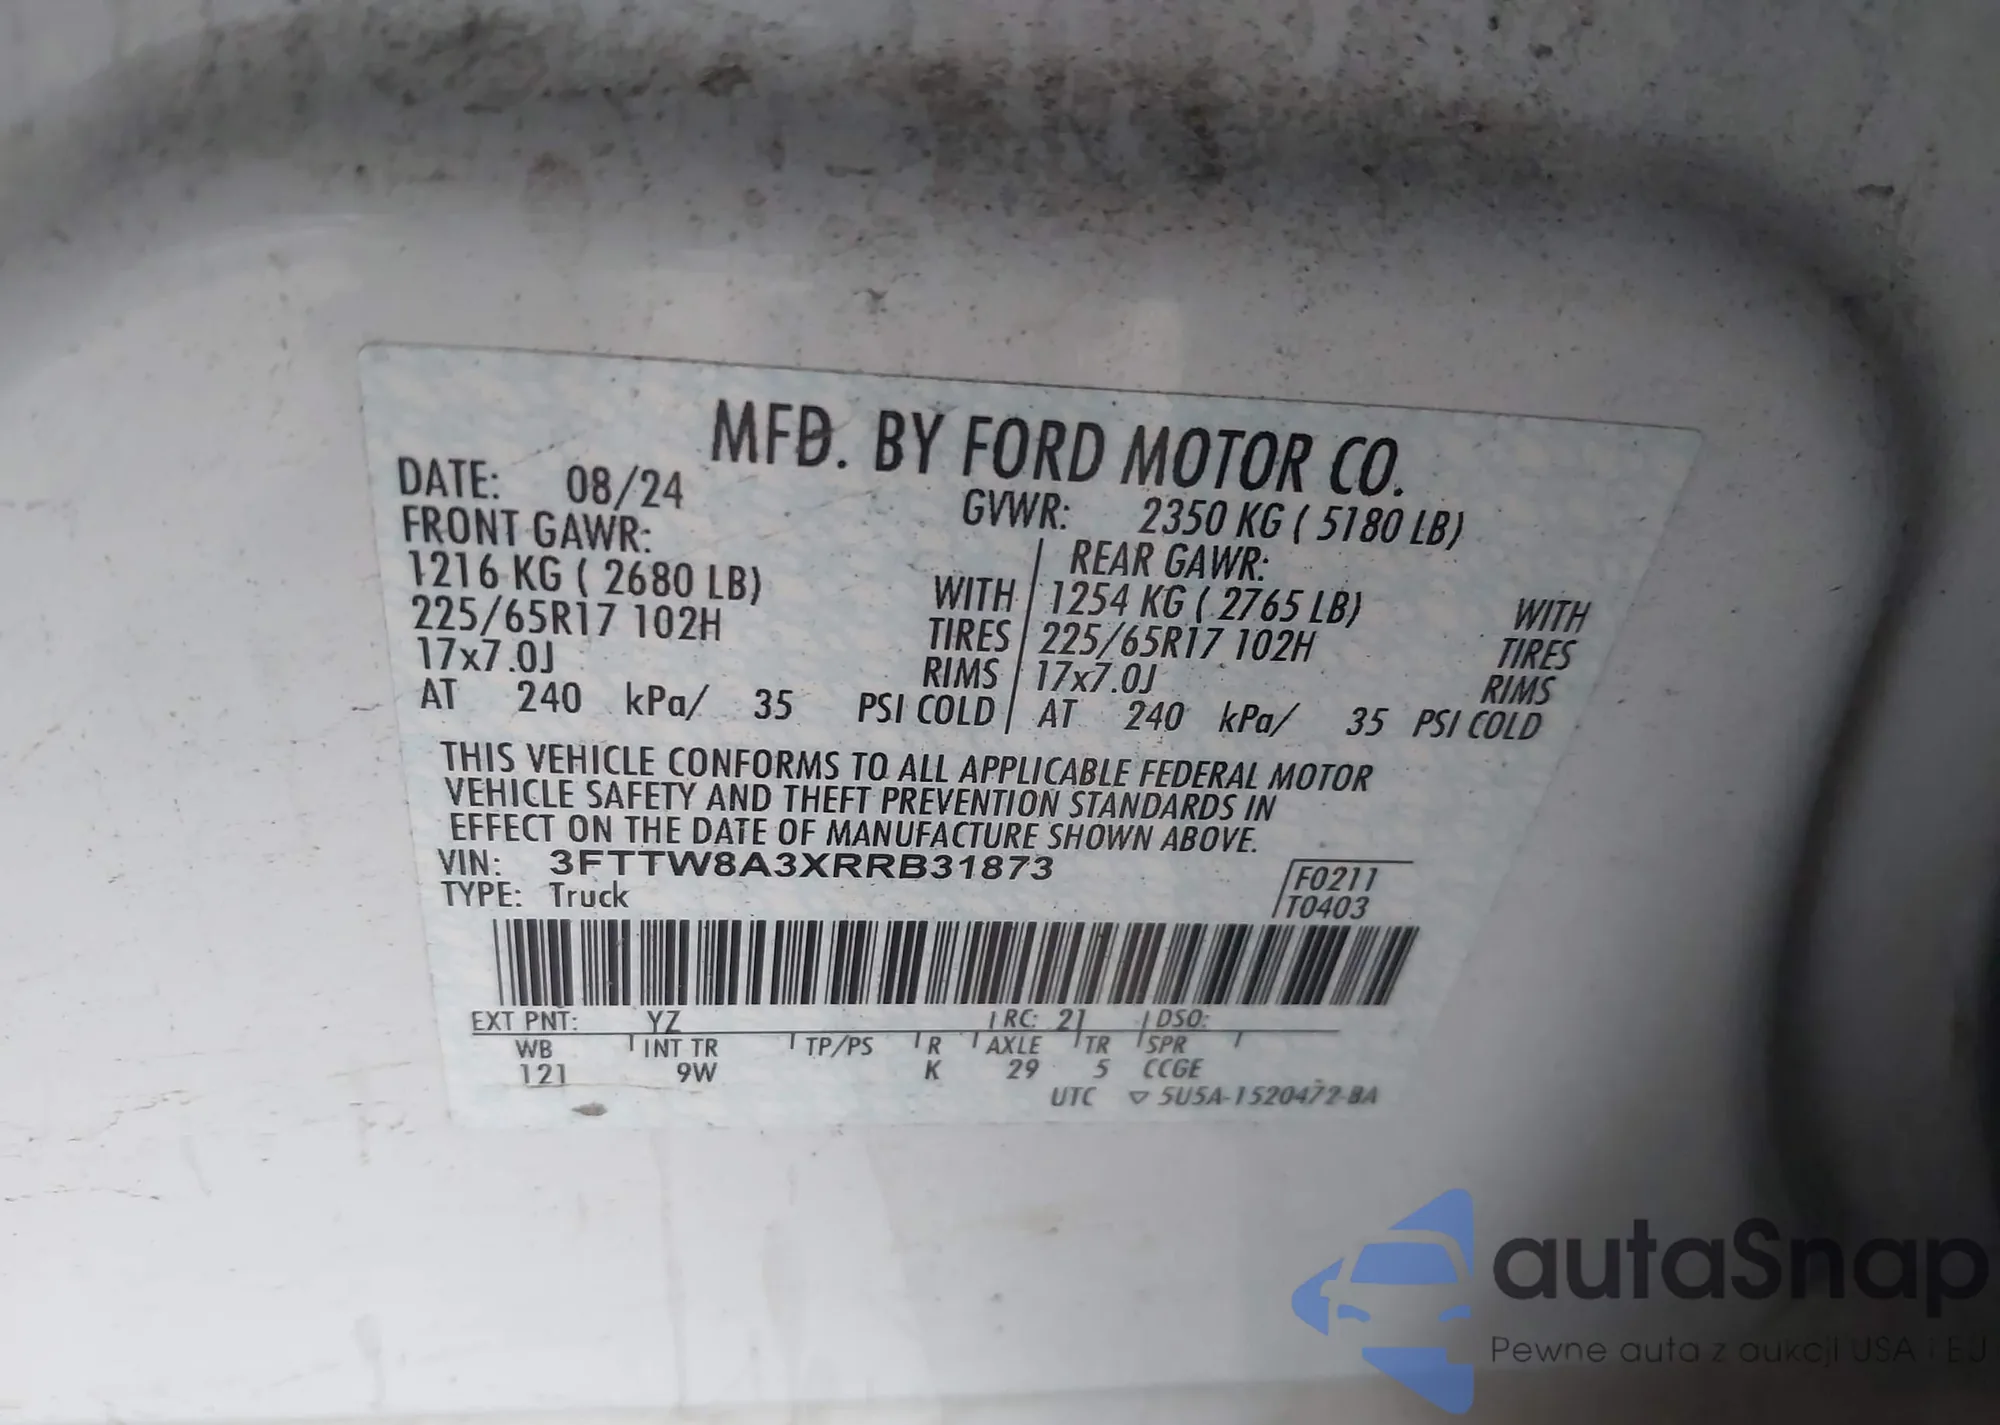 MFD. BY FORD MOTOR CO.
DATE: 08/24 GVWR: 2350 KG ( 5180 LB)
FRONT GAWR: REAR GAWR:
1216 KG ( 2680 LB) WITH 1254 KG ( 2765 LB) WITH
225/65R17 102H TIRES 225/65R17 102H TIRES
17x7.0J RIMS 17x7.0J RIMS
AT 240 kPa/ 35 PSI COLD AT 240 kPa/ 35 PSI COLD
THIS VEHICLE CONFORMS TO ALL APPLICABLE FEDERAL MOTOR
VEHICLE SAFETY AND THEFT PREVENTION STANDARDS IN
EFFECT ON THE DATE OF MANUFACTURE SHOWN ABOVE.
VIN: 3FTTW8A3XRRB31873
TYPE: Truck
F0211
T0403
EXT PNT: YZ RC: 21 DSO:
WB INT TR TP/PS R AXLE TR SPR
121 9W K 29 5 CCGE
UTC ▽ 5U5A-1520472-BA
autaSnap
Pewne auta z aukcji USA i EU